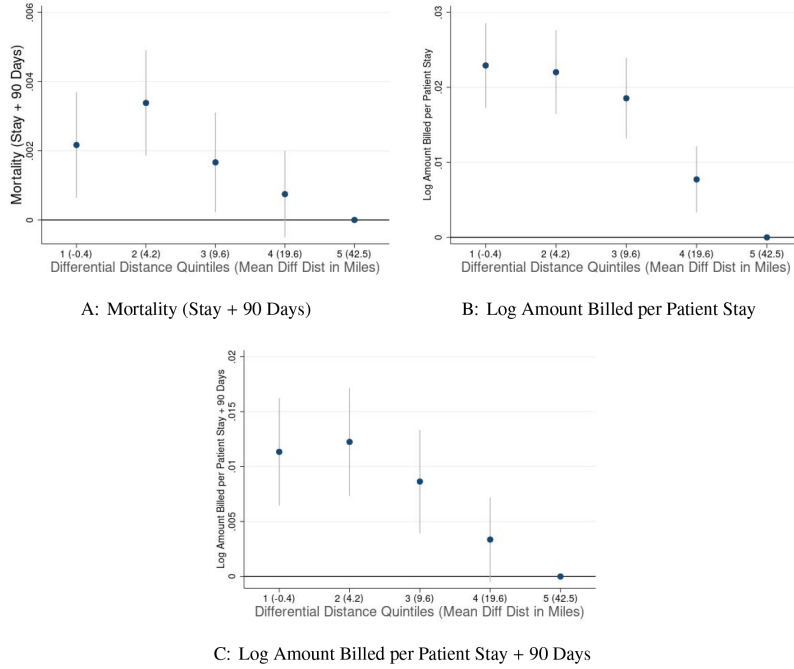 Mortality (Stay + 90 Days)
0
.002
.004
.006
1 (-0.4) 2 (4.2) 3 (9.6) 4 (19.6) 5 (42.5)
Differential Distance Quintiles (Mean Diff Dist in Miles)
A: Mortality (Stay + 90 Days)
Log Amount Billed per Patient Stay
0
.01
.02
.03
1 (-0.4) 2 (4.2) 3 (9.6) 4 (19.6) 5 (42.5)
Differential Distance Quintiles (Mean Diff Dist in Miles)
B: Log Amount Billed per Patient Stay
Log Amount Billed per Patient Stay + 90 Days
0
.005
.01
.015
.02
1 (-0.4) 2 (4.2) 3 (9.6) 4 (19.6) 5 (42.5)
Differential Distance Quintiles (Mean Diff Dist in Miles)
C: Log Amount Billed per Patient Stay + 90 Days